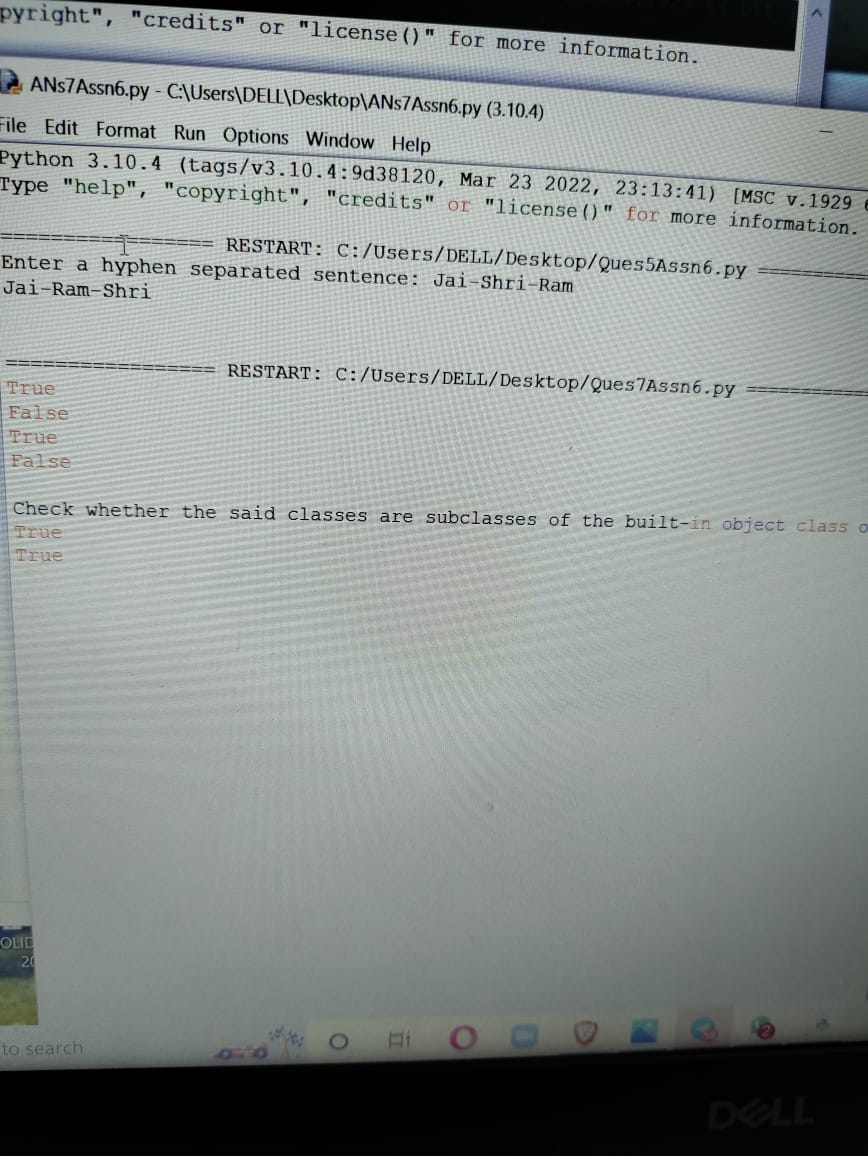 pyright", "credits" or "license()" for more information.
ANs7Assn6.py - C:\Users\DELL\Desktop\ANs7Assn6.py (3.10.4)
File Edit Format Run Options Window Help
Python 3.10.4 (tags/v3.10.4:9d38120, Mar 23 2022, 23:13:41) [MSC v.1929 6
Type "help", "copyright", "credits" or "license()" for more information.
================= RESTART: C:/Users/DELL/Desktop/Ques5Assn6.py =========
Enter a hyphen separated sentence: Jai-Shri-Ram
Jai-Ram-Shri
================= RESTART: C:/Users/DELL/Desktop/Ques7Assn6.py ==========
True
False
True
False
Check whether the said classes are subclasses of the built-in object class o
True
True
OLID
20
to search
2
DELL